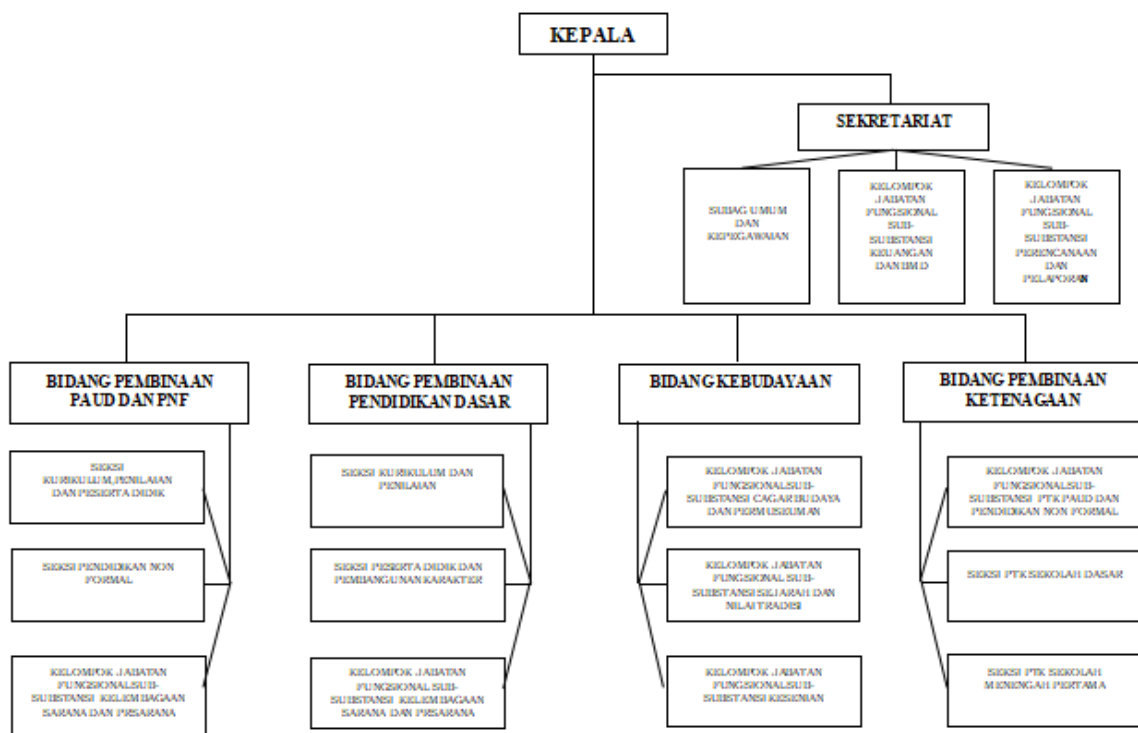 KEPALA
SEKRETARIAT
SUBAG UMUM
DAN
KEPEGAWAIAN
KELOMPOK
JABATAN
FUNGSIONAL
SUB-
SUBSTANSI
KEUANGAN
DAN BMD
KELOMPOK
JABATAN
FUNGSIONAL
SUB-
SUBSTANSI
PERENCANAAN
DAN
PELAPORAN
BIDANG PEMBINAAN
PAUD DAN PNF
BIDANG PEMBINAAN
PENDIDIKAN DASAR
BIDANG KEBUDAYAAN
BIDANG PEMBINAAN
KETENAGAAN
SEKSI
KURIKULUM,PENILAIAN
DAN PESERTA DIDIK
SEKSI KURIKULUM DAN
PENILAIAN
KELOMPOK JABATAN
FUNGSIONAL SUB-
SUBSTANSI CAGAR BUDAYA
DAN PERMUSEUMAN
KELOMPOK JABATAN
FUNGSIONAL SUB-
SUBSTANSI PTK PAUD DAN
PENDIDIKAN NON FORMAL
SEKSI PENDIDIKAN NON
FORMAL
SEKSI PESERTA DIDIK DAN
PEMBANGUNAN KARAKTER
KELOMPOK JABATAN
FUNGSIONAL SUB-
SUBSTANSI SEJARAH DAN
NILAI TRADISI
SEKSI PTK SEKOLAH DASAR
KELOMPOK JABATAN
FUNGSIONAL SUB-
SUBSTANSI KELEMBAGAAN
SARANA DAN PRSARANA
KELOMPOK JABATAN
FUNGSIONAL SUB-
SUBSTANSI KELEMBAGAAN
SARANA DAN PRSARANA
KELOMPOK JABATAN
FUNGSIONAL SUB-
SUBSTANSI KESENIAN
SEKSI PTK SEKOLAH
MENENGAH PERTAMA